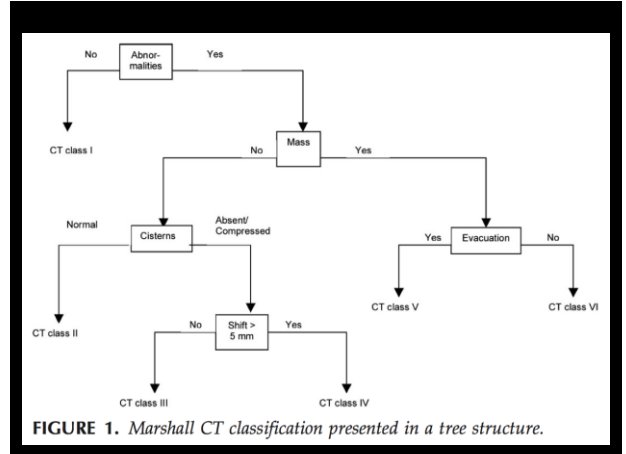 No
Abnor-
malities
Yes
CT class I
Mass
No
Yes
Normal
Cisterns
Absent/
Compressed
Yes
Evacuation
No
CT class II
CT class V
CT class VI
No
Shift >
5 mm
Yes
CT class III
CT class IV
FIGURE 1. Marshall CT classification presented in a tree structure.